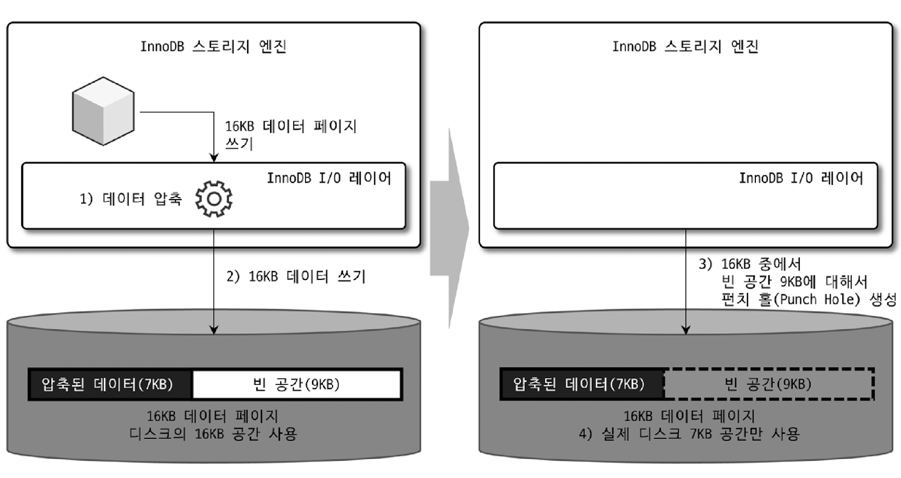 InnoDB 스토리지 엔진
16KB 데이터 페이지
쓰기
InnoDB I/O 레이어
1) 데이터 압축
2) 16KB 데이터 쓰기
압축된 데이터(7KB)
빈 공간(9KB)
16KB 데이터 페이지
디스크의 16KB 공간 사용
InnoDB 스토리지 엔진
InnoDB I/O 레이어
3) 16KB 중에서
빈 공간 9KB에 대해서
펀치 홀(Punch Hole) 생성
압축된 데이터(7KB)
빈 공간(9KB)
16KB 데이터 페이지
4) 실제 디스크 7KB 공간만 사용